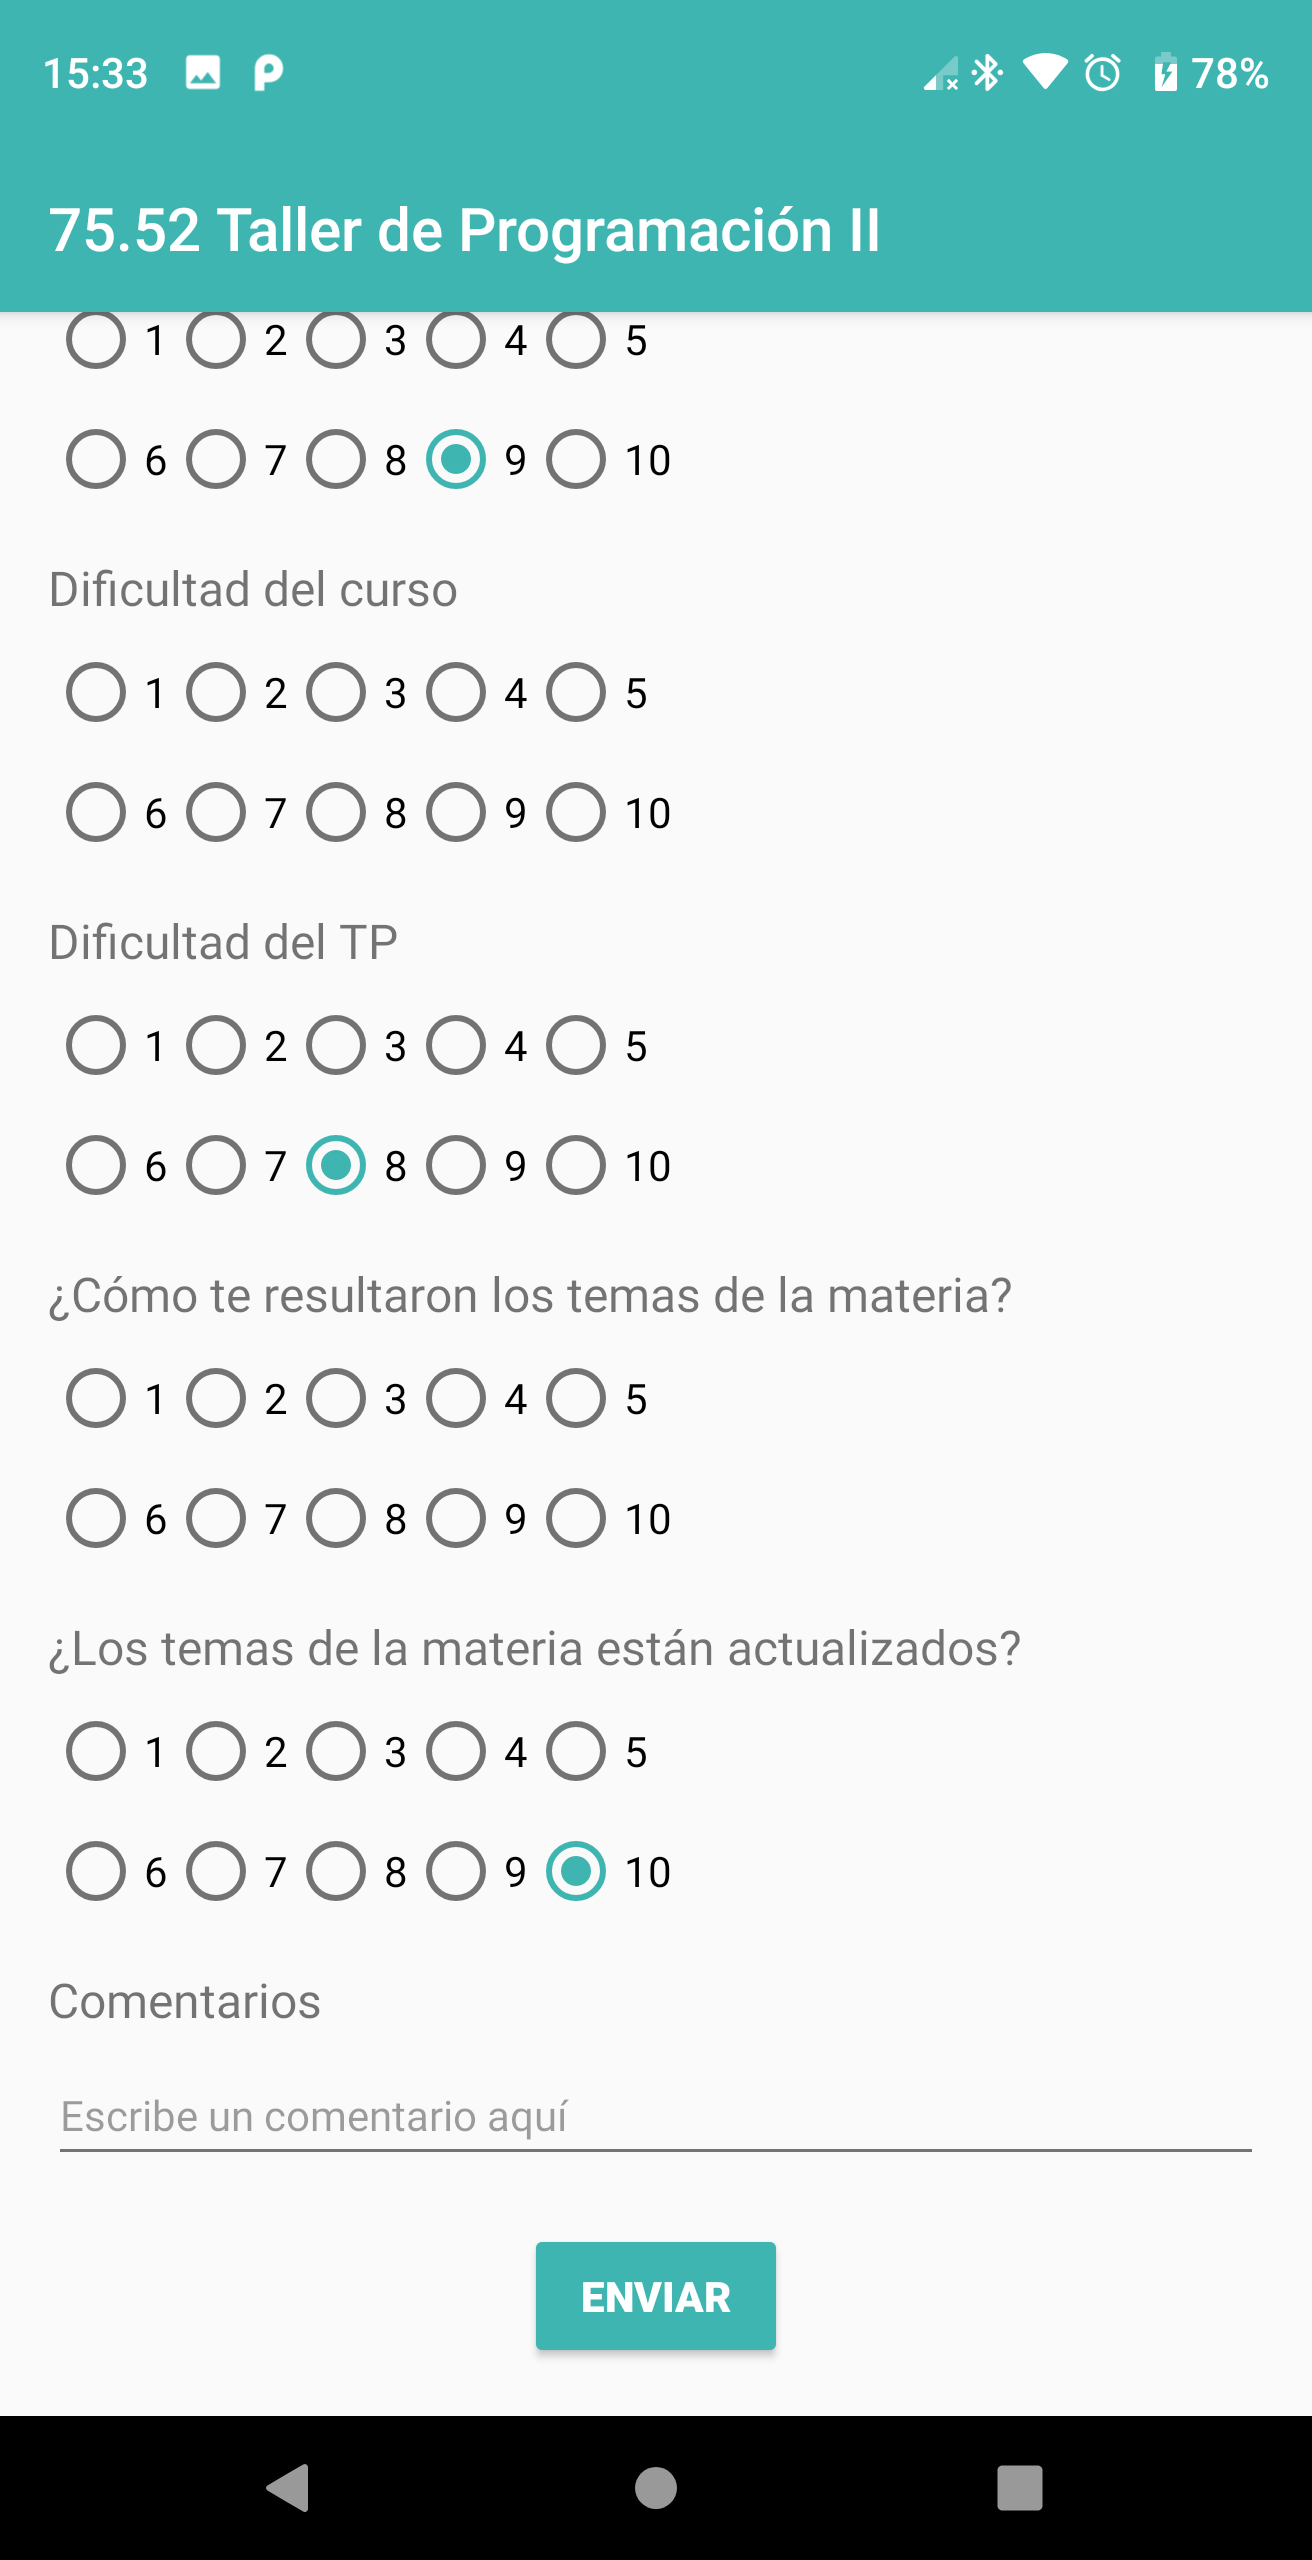 15:33 78%
75.52 Taller de Programación II
1 2 3 4 5
6 7 8 9 10
Dificultad del curso
1 2 3 4 5
6 7 8 9 10
Dificultad del TP
1 2 3 4 5
6 7 8 9 10
¿Cómo te resultaron los temas de la materia?
1 2 3 4 5
6 7 8 9 10
¿Los temas de la materia están actualizados?
1 2 3 4 5
6 7 8 9 10
Comentarios
Escribe un comentario aquí
ENVIAR